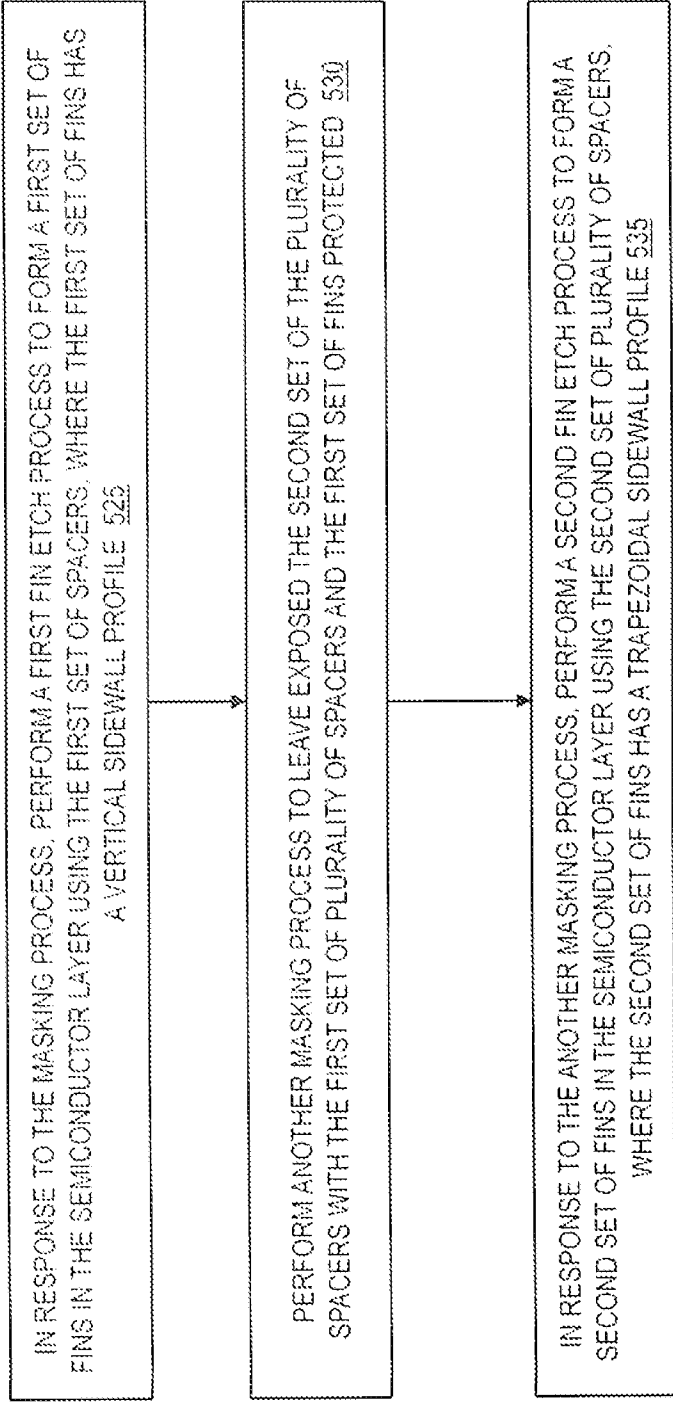 IN RESPONSE TO THE MASKING PROCESS, PERFORM A FIRST FIN ETCH PROCESS TO FORM A FIRST SET OF
FINS IN THE SEMICONDUCTOR LAYER USING THE FIRST SET OF SPACERS, WHERE THE FIRST SET OF FINS HAS
A VERTICAL SIDEWALL PROFILE 525
PERFORM ANOTHER MASKING PROCESS TO LEAVE EXPOSED THE SECOND SET OF THE PLURALITY OF
SPACERS WITH THE FIRST SET OF PLURALITY OF SPACERS AND THE FIRST SET OF FINS PROTECTED 530
IN RESPONSE TO THE ANOTHER MASKING PROCESS, PERFORM A SECOND FIN ETCH PROCESS TO FORM A
SECOND SET OF FINS IN THE SEMICONDUCTOR LAYER USING THE SECOND SET OF PLURALITY OF SPACERS,
WHERE THE SECOND SET OF FINS HAS A TRAPEZOIDAL SIDEWALL PROFILE 535